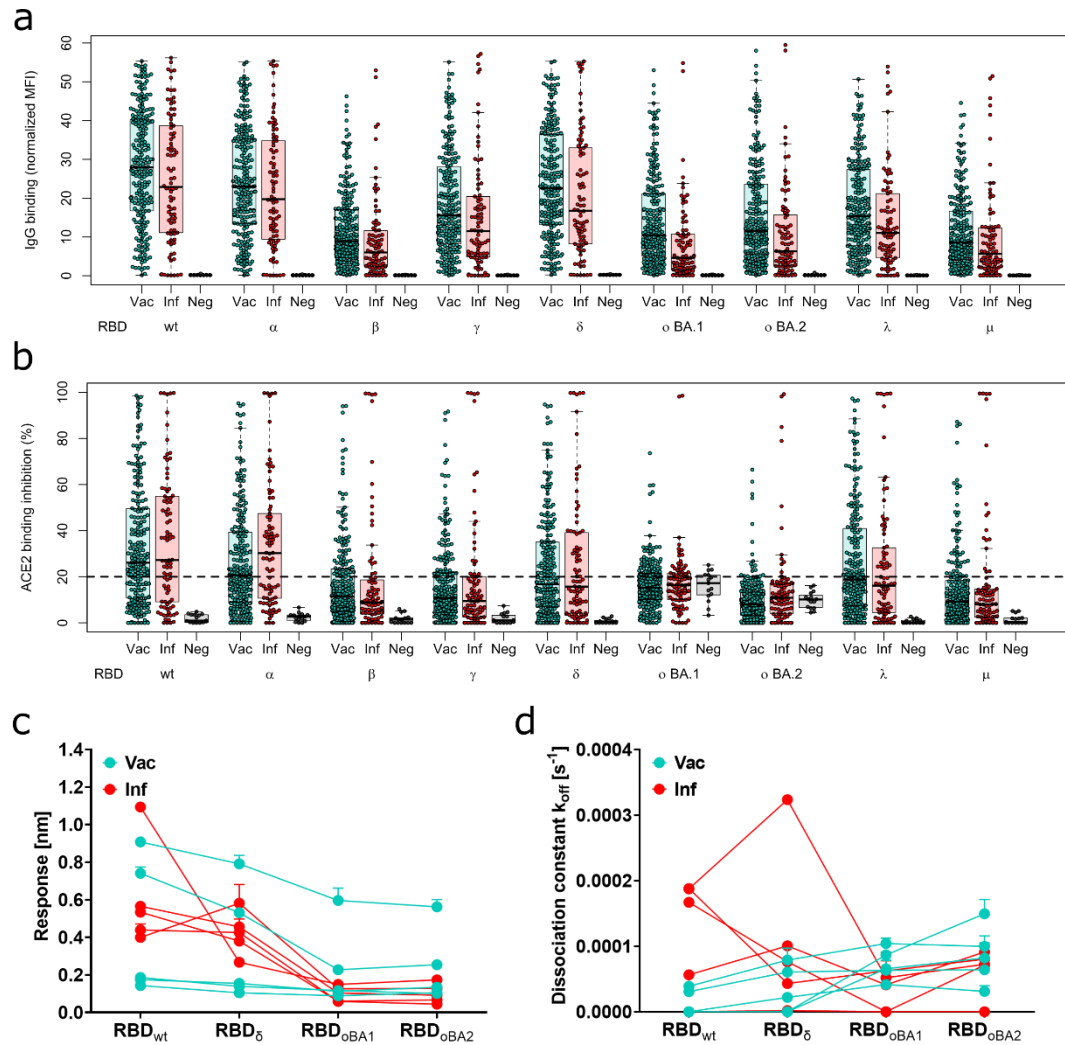 a
IgG binding (normalized MFI)
60
50
40
30
20
10
0
Vac Inf Neg Vac Inf Neg Vac Inf Neg Vac Inf Neg Vac Inf Neg Vac Inf Neg Vac Inf Neg Vac Inf Neg Vac Inf Neg
RBD wt α β γ δ ο BA.1 ο BA.2 λ μ
b
ACE2 binding inhibition (%)
100
80
60
40
20
0
Vac Inf Neg Vac Inf Neg Vac Inf Neg Vac Inf Neg Vac Inf Neg Vac Inf Neg Vac Inf Neg Vac Inf Neg Vac Inf Neg
RBD wt α β γ δ ο BA.1 ο BA.2 λ μ
c
Response [nm]
1.4
1.2
1.0
0.8
0.6
0.4
0.2
0.0
Vac
Inf
RBDwt RBDδ RBDoBA1 RBDoBA2
d
Dissociation constant koff [s-1]
0.0004
0.0003
0.0002
0.0001
0.0000
Vac
Inf
RBDwt RBDδ RBDoBA1 RBDoBA2